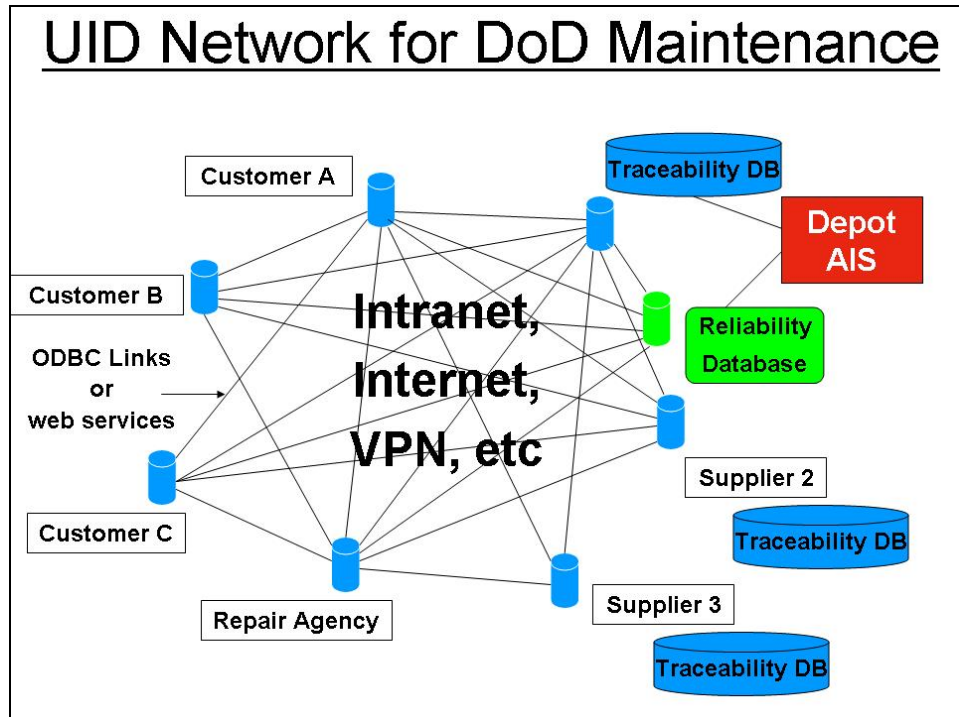 UID Network for DoD Maintenance
Traceability DB
Customer A
Depot
AIS
Customer B
Intranet,
Internet,
VPN, etc
Reliability
Database
ODBC Links
or
web services
Supplier 2
Customer C
Traceability DB
Repair Agency
Supplier 3
Traceability DB